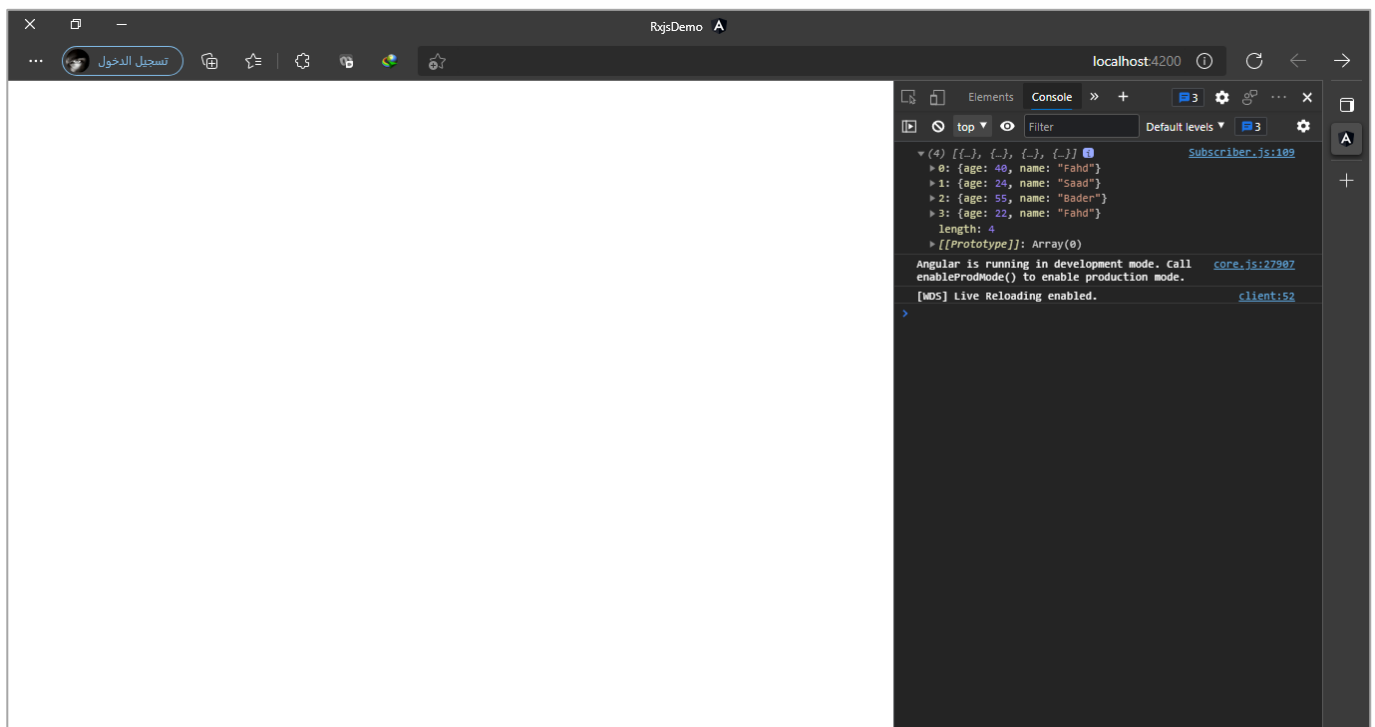 RxjsDemo
تسجيل الدخول
localhost:4200
Elements Console 3
top Filter Default levels 3
(4) [{…}, {…}, {…}, {…}] Subscriber.js:109
0: {age: 40, name: "Fahd"}
1: {age: 24, name: "Saad"}
2: {age: 55, name: "Bader"}
3: {age: 22, name: "Fahd"}
length: 4
[[Prototype]]: Array(0)
Angular is running in development mode. Call core.js:27907
enableProdMode() to enable production mode.
[WDS] Live Reloading enabled. client:52